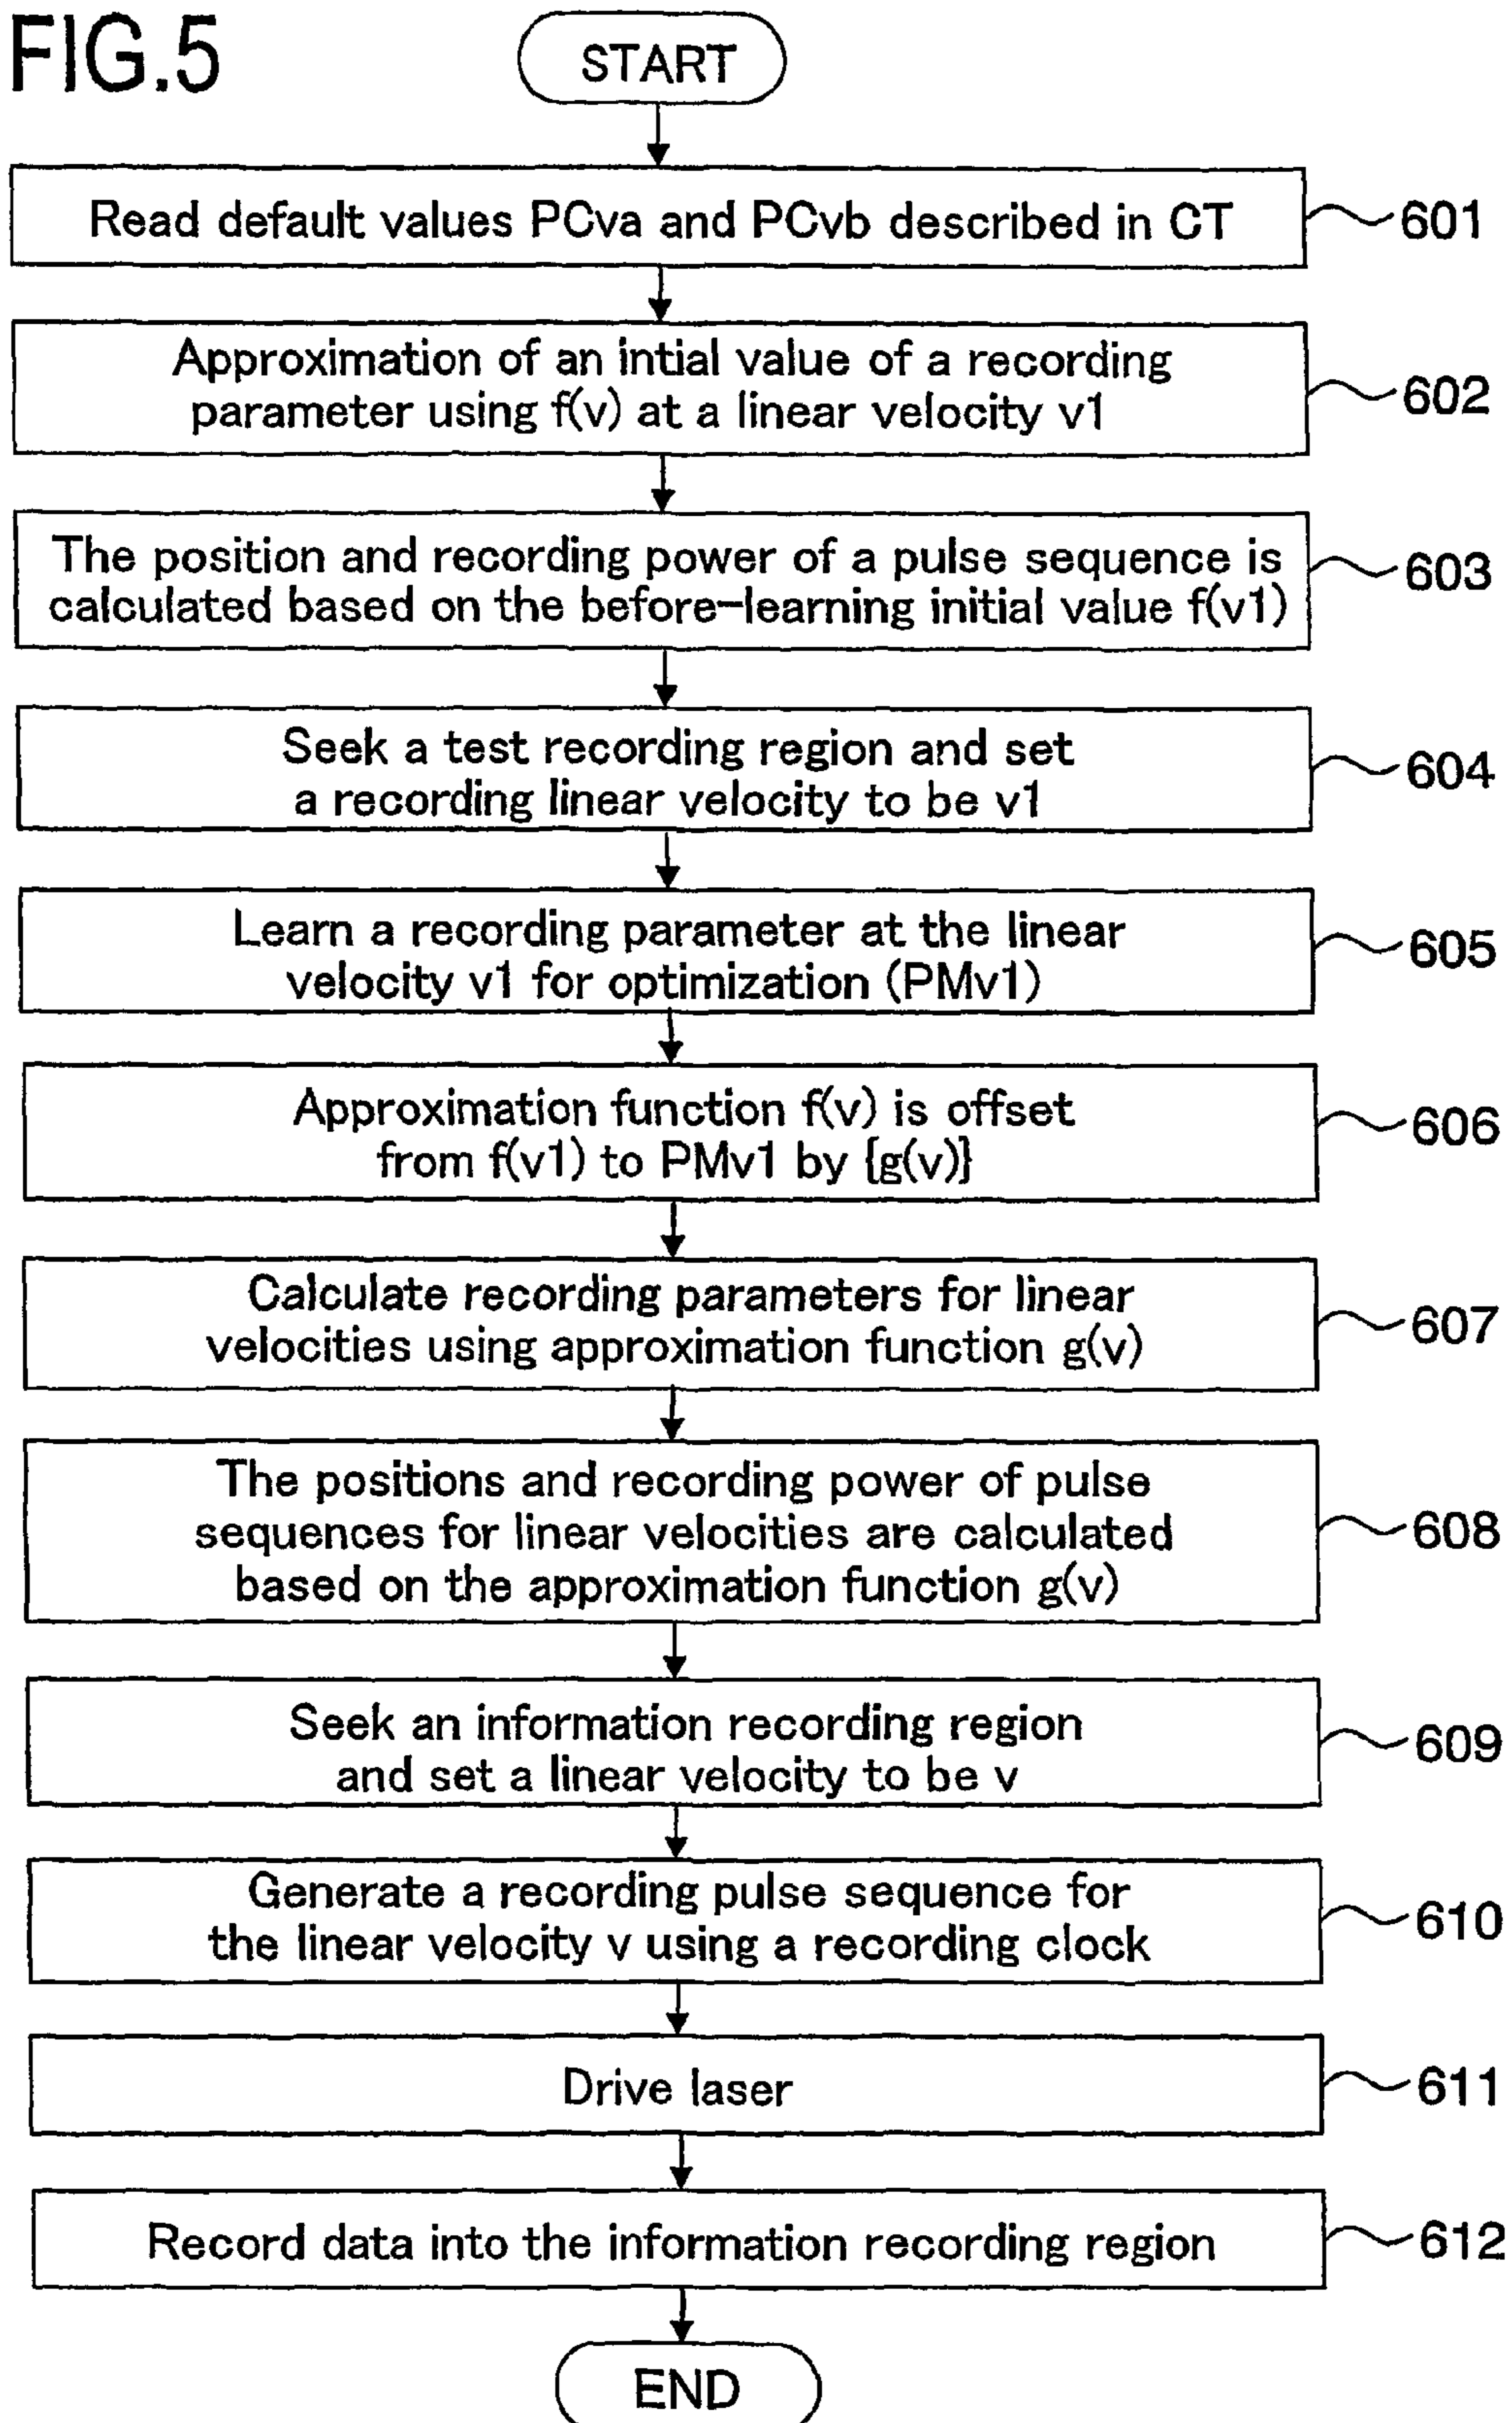 FIG.5
START
Read default values PCva and PCvb described in CT
601
Approximation of an intial value of a recording
parameter using f(v) at a linear velocity v1
602
The position and recording power of a pulse sequence is
calculated based on the before-learning initial value f(v1)
603
Seek a test recording region and set
a recording linear velocity to be v1
604
Learn a recording parameter at the linear
velocity v1 for optimization (PMv1)
605
Approximation function f(v) is offset
from f(v1) to PMv1 by {g(v)}
606
Calculate recording parameters for linear
velocities using approximation function g(v)
607
The positions and recording power of pulse
sequences for linear velocities are calculated
based on the approximation function g(v)
608
Seek an information recording region
and set a linear velocity to be v
609
Generate a recording pulse sequence for
the linear velocity v using a recording clock
610
Drive laser
611
Record data into the information recording region
612
END